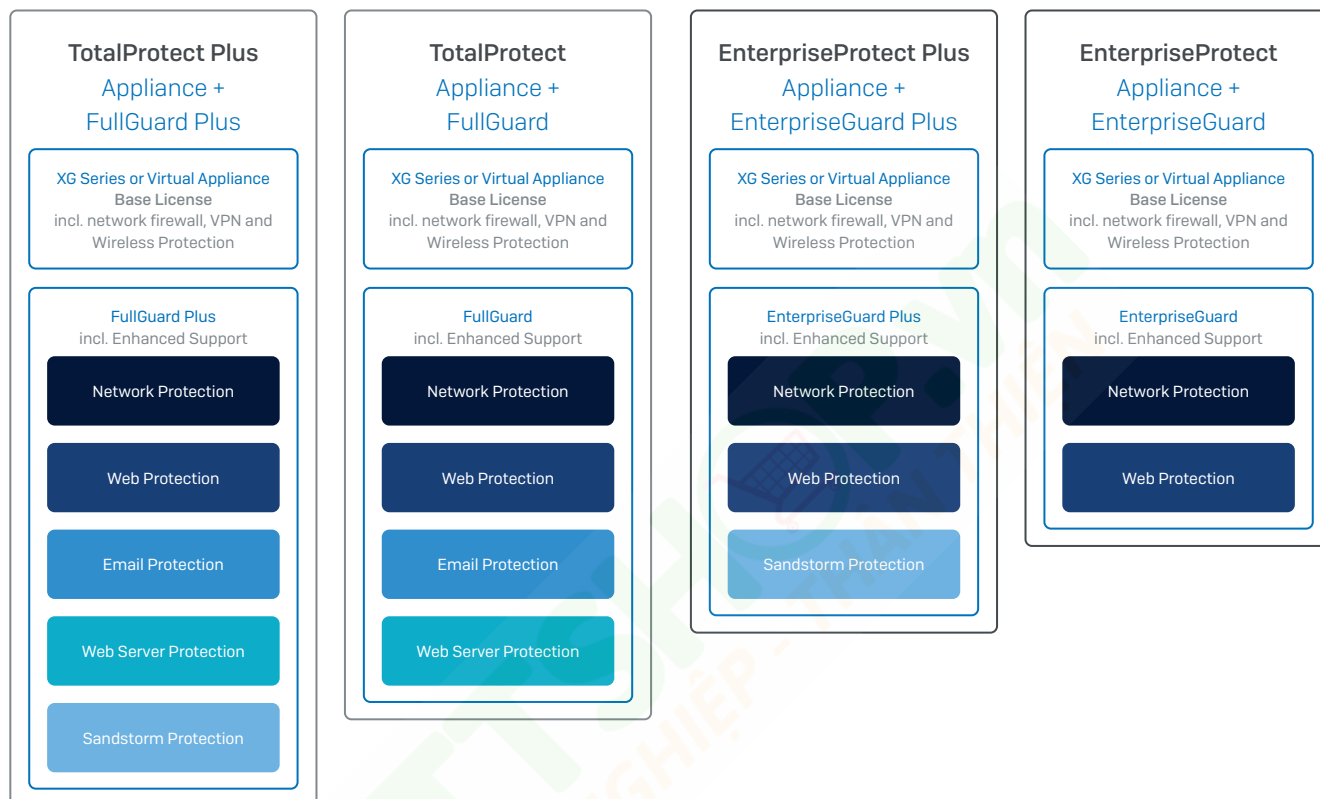 TotalProtect Plus
Appliance +
FullGuard Plus
XG Series or Virtual Appliance
Base License
incl. network firewall, VPN and
Wireless Protection
FullGuard Plus
incl. Enhanced Support
Network Protection
Web Protection
Email Protection
Web Server Protection
Sandstorm Protection
TotalProtect
Appliance +
FullGuard
XG Series or Virtual Appliance
Base License
incl. network firewall, VPN and
Wireless Protection
FullGuard
incl. Enhanced Support
Network Protection
Web Protection
Email Protection
Web Server Protection
EnterpriseProtect Plus
Appliance +
EnterpriseGuard Plus
XG Series or Virtual Appliance
Base License
incl. network firewall, VPN and
Wireless Protection
EnterpriseGuard Plus
incl. Enhanced Support
Network Protection
Web Protection
Sandstorm Protection
EnterpriseProtect
Appliance +
EnterpriseGuard
XG Series or Virtual Appliance
Base License
incl. network firewall, VPN and
Wireless Protection
EnterpriseGuard
incl. Enhanced Support
Network Protection
Web Protection
TTSHOP.vn
THÂN THIỆN